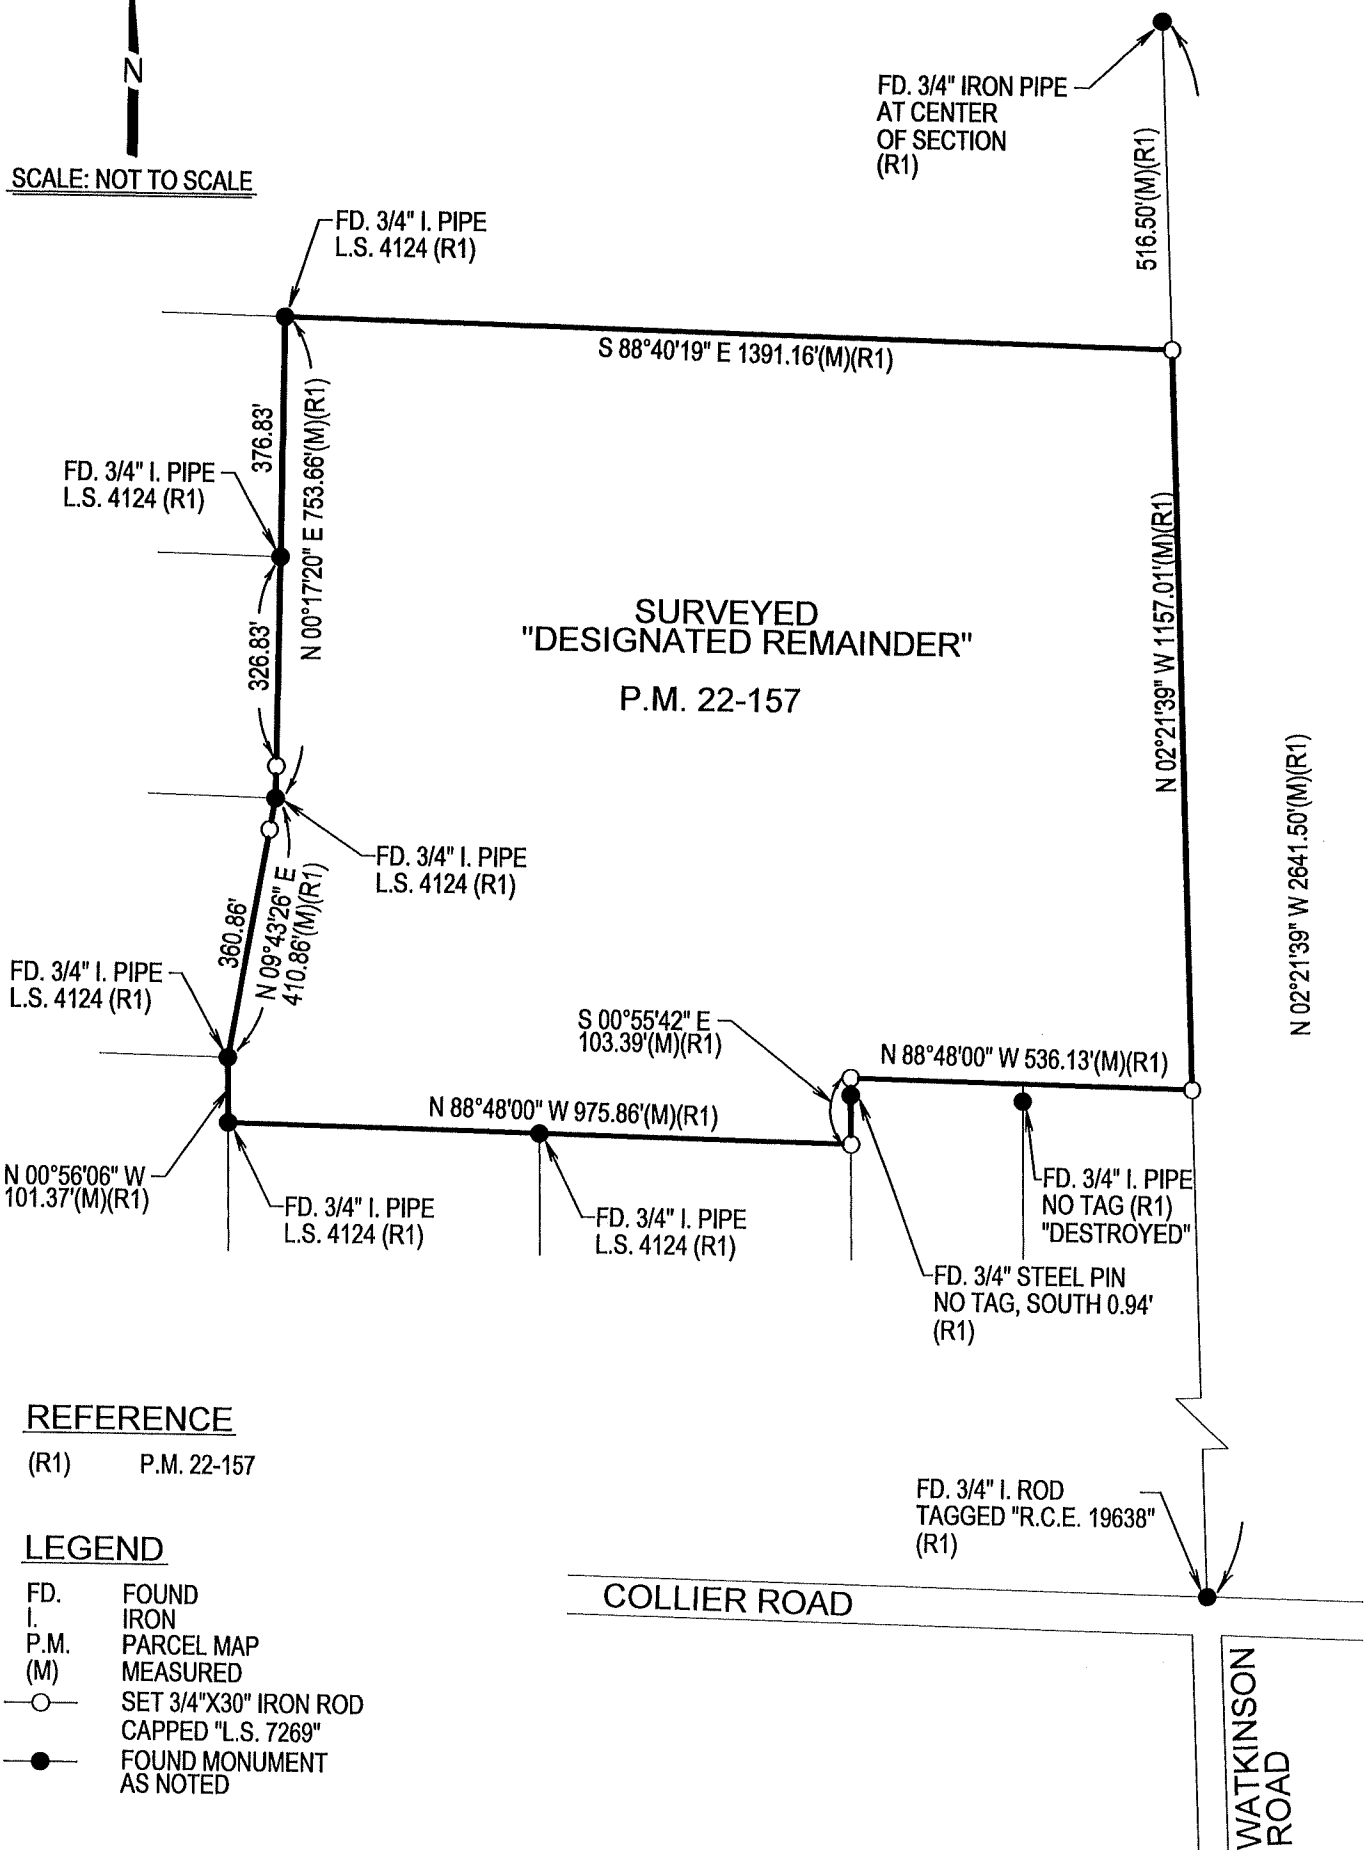 N
SCALE: NOT TO SCALE
FD. 3/4" IRON PIPE
AT CENTER
OF SECTION
(R1)
516.50'(M)(R1)
FD. 3/4" I. PIPE
L.S. 4124 (R1)
S 88°40'19" E 1391.16'(M)(R1)
376.83'
N 00°17'20" E 753.66'(M)(R1)
FD. 3/4" I. PIPE
L.S. 4124 (R1)
326.83'
SURVEYED
"DESIGNATED REMAINDER"
P.M. 22-157
N 02°21'39" W 1157.01'(M)(R1)
N 02°21'39" W 2641.50'(M)(R1)
FD. 3/4" I. PIPE
L.S. 4124 (R1)
360.86'
N 09°43'26" E
410.86'(M)(R1)
FD. 3/4" I. PIPE
L.S. 4124 (R1)
S 00°55'42" E
103.39'(M)(R1)
N 88°48'00" W 536.13'(M)(R1)
N 88°48'00" W 975.86'(M)(R1)
N 00°56'06" W
101.37'(M)(R1)
FD. 3/4" I. PIPE
L.S. 4124 (R1)
FD. 3/4" I. PIPE
L.S. 4124 (R1)
FD. 3/4" I. PIPE
NO TAG (R1)
"DESTROYED"
FD. 3/4" STEEL PIN
NO TAG, SOUTH 0.94'
(R1)
REFERENCE
(R1) P.M. 22-157
FD. 3/4" I. ROD
TAGGED "R.C.E. 19638"
(R1)
LEGEND
FD. FOUND
I. IRON
P.M. PARCEL MAP
(M) MEASURED
SET 3/4"X30" IRON ROD
CAPPED "L.S. 7269"
FOUND MONUMENT
AS NOTED
COLLIER ROAD
WATKINSON
ROAD